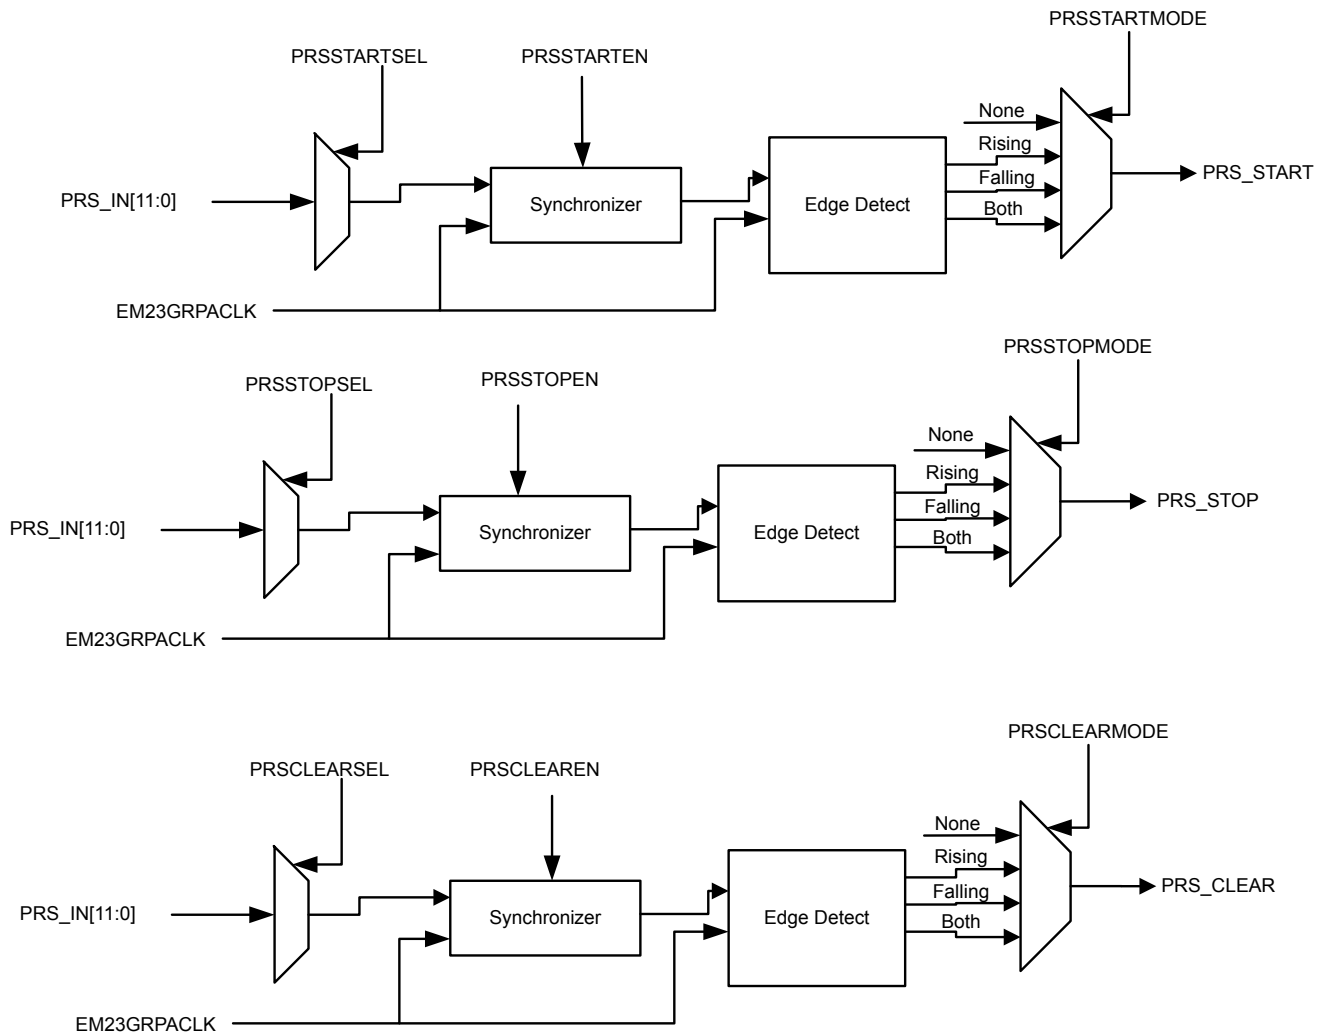 PRSSTARTMODE
PRSSTARTSEL
PRSSTARTEN
None
Rising
Falling
Both
PRS_IN[11:0]
Synchronizer
Edge Detect
PRS_START
EM23GRPACLK
PRSSTOPMODE
PRSSTOPSEL
PRSSTOPEN
None
Rising
Falling
Both
PRS_IN[11:0]
Synchronizer
Edge Detect
PRS_STOP
EM23GRPACLK
PRSCLEARMODE
PRSCLEARSEL
PRSCLEAREN
None
Rising
Falling
Both
PRS_IN[11:0]
Synchronizer
Edge Detect
PRS_CLEAR
EM23GRPACLK